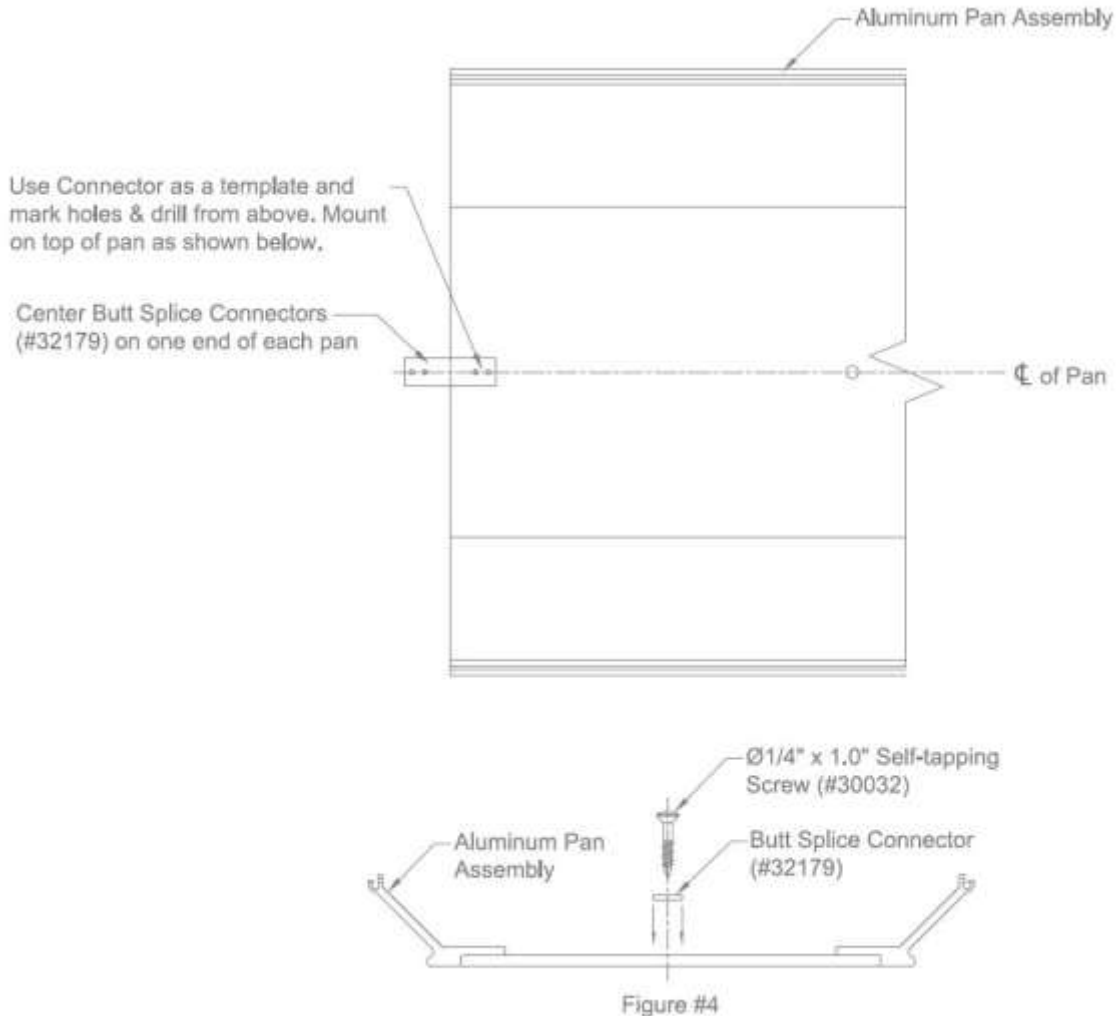 Aluminum Pan Assembly
Use Connector as a template and
mark holes & drill from above. Mount
on top of pan as shown below.
Center Butt Splice Connectors
(#32179) on one end of each pan
℄ of Pan
Ø1/4" x 1.0" Self-tapping
Screw (#30032)
Aluminum Pan
Assembly
Butt Splice Connector
(#32179)
Figure #4